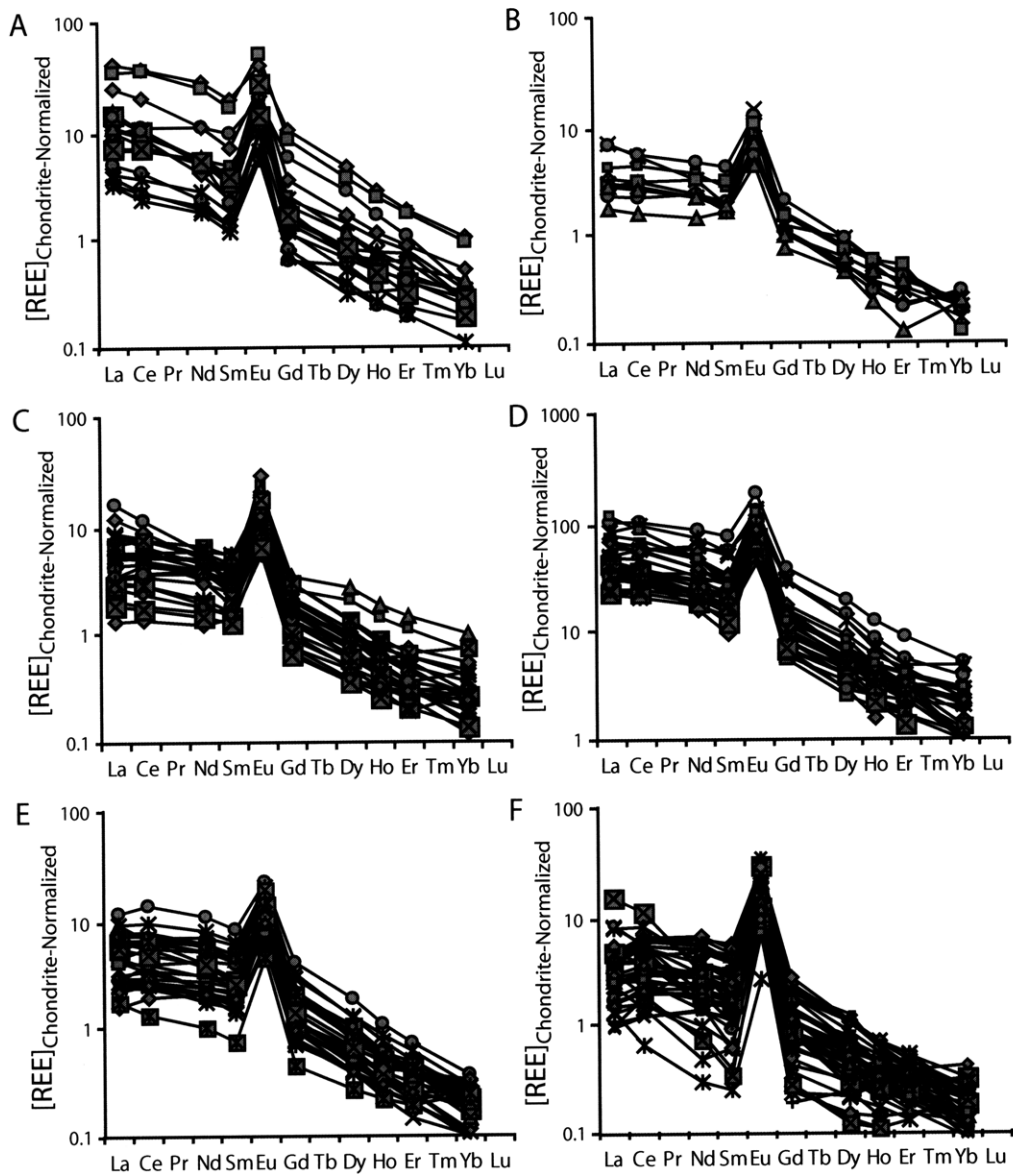 A
B
100
10
1
0.1
[REE]Chondrite-Normalized
La Ce Pr Nd Sm Eu Gd Tb Dy Ho Er Tm Yb Lu
100
10
1
0.1
[REE]Chondrite-Normalized
La Ce Pr Nd Sm Eu Gd Tb Dy Ho Er Tm Yb Lu
C
D
100
10
1
0.1
[REE]Chondrite-Normalized
La Ce Pr Nd Sm Eu Gd Tb Dy Ho Er Tm Yb Lu
1000
100
10
1
[REE]Chondrite-Normalized
La Ce Pr Nd Sm Eu Gd Tb Dy Ho Er Tm Yb Lu
E
F
100
10
1
0.1
[REE]Chondrite-Normalized
La Ce Pr Nd Sm Eu Gd Tb Dy Ho Er Tm Yb Lu
100
10
1
0.1
[REE]Chondrite-Normalized
La Ce Pr Nd Sm Eu Gd Tb Dy Ho Er Tm Yb Lu